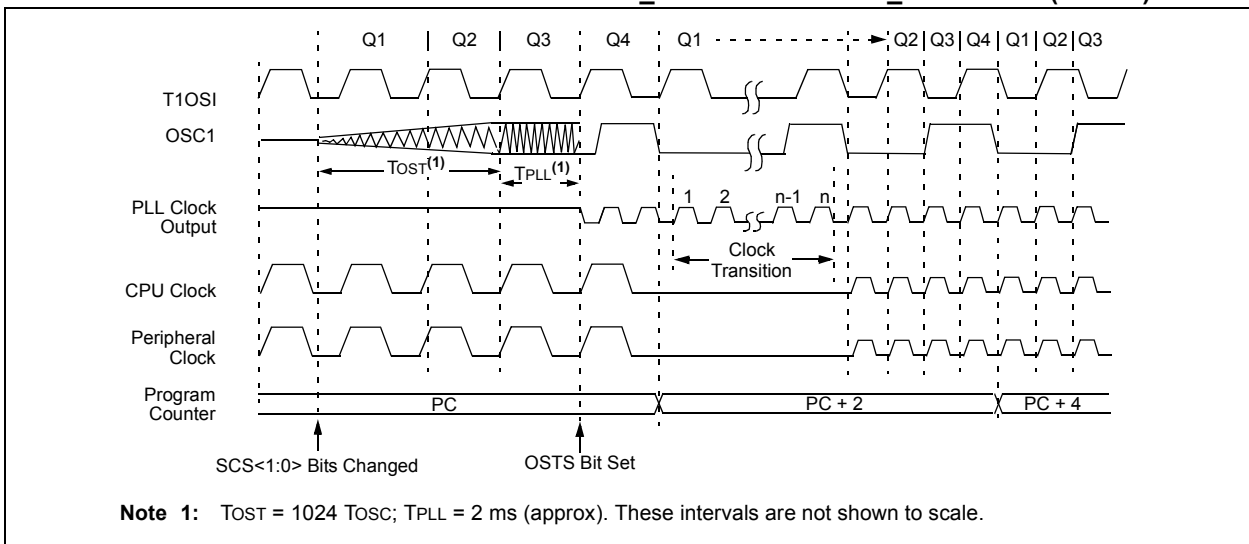 Q1 Q2 Q3 Q4 Q1 Q2 Q3 Q4 Q1 Q2 Q3
T1OSI
OSC1
TOST(1)
TPLL(1)
1 2 n-1 n
PLL Clock
Output
Clock
Transition
CPU Clock
Peripheral
Clock
Program
Counter
PC PC + 2 PC + 4
SCS<1:0> Bits Changed
OSTS Bit Set
Note 1: TOST = 1024 TOSC; TPLL = 2 ms (approx). These intervals are not shown to scale.